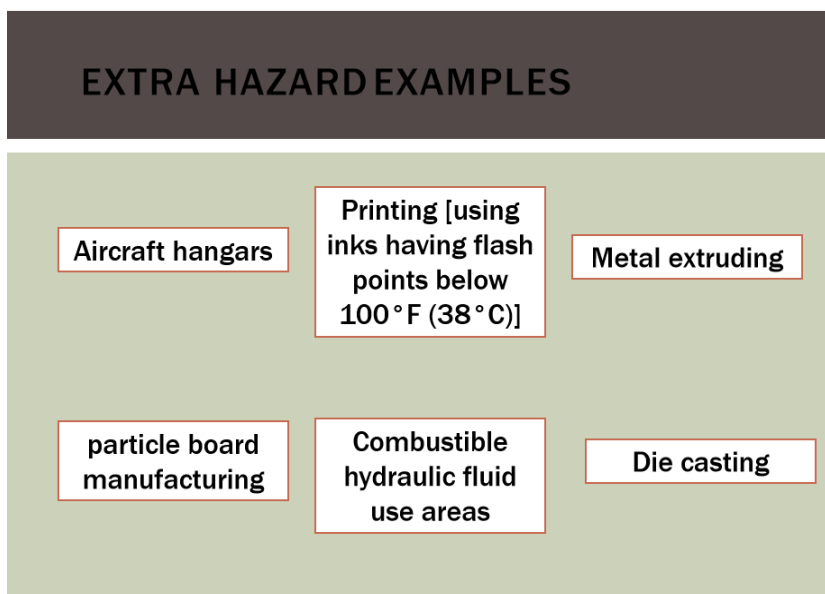 EXTRA HAZARD EXAMPLES
Aircraft hangars
Printing [using
inks having flash
points below
100°F (38°C)]
Metal extruding
particle board
manufacturing
Combustible
hydraulic fluid
use areas
Die casting